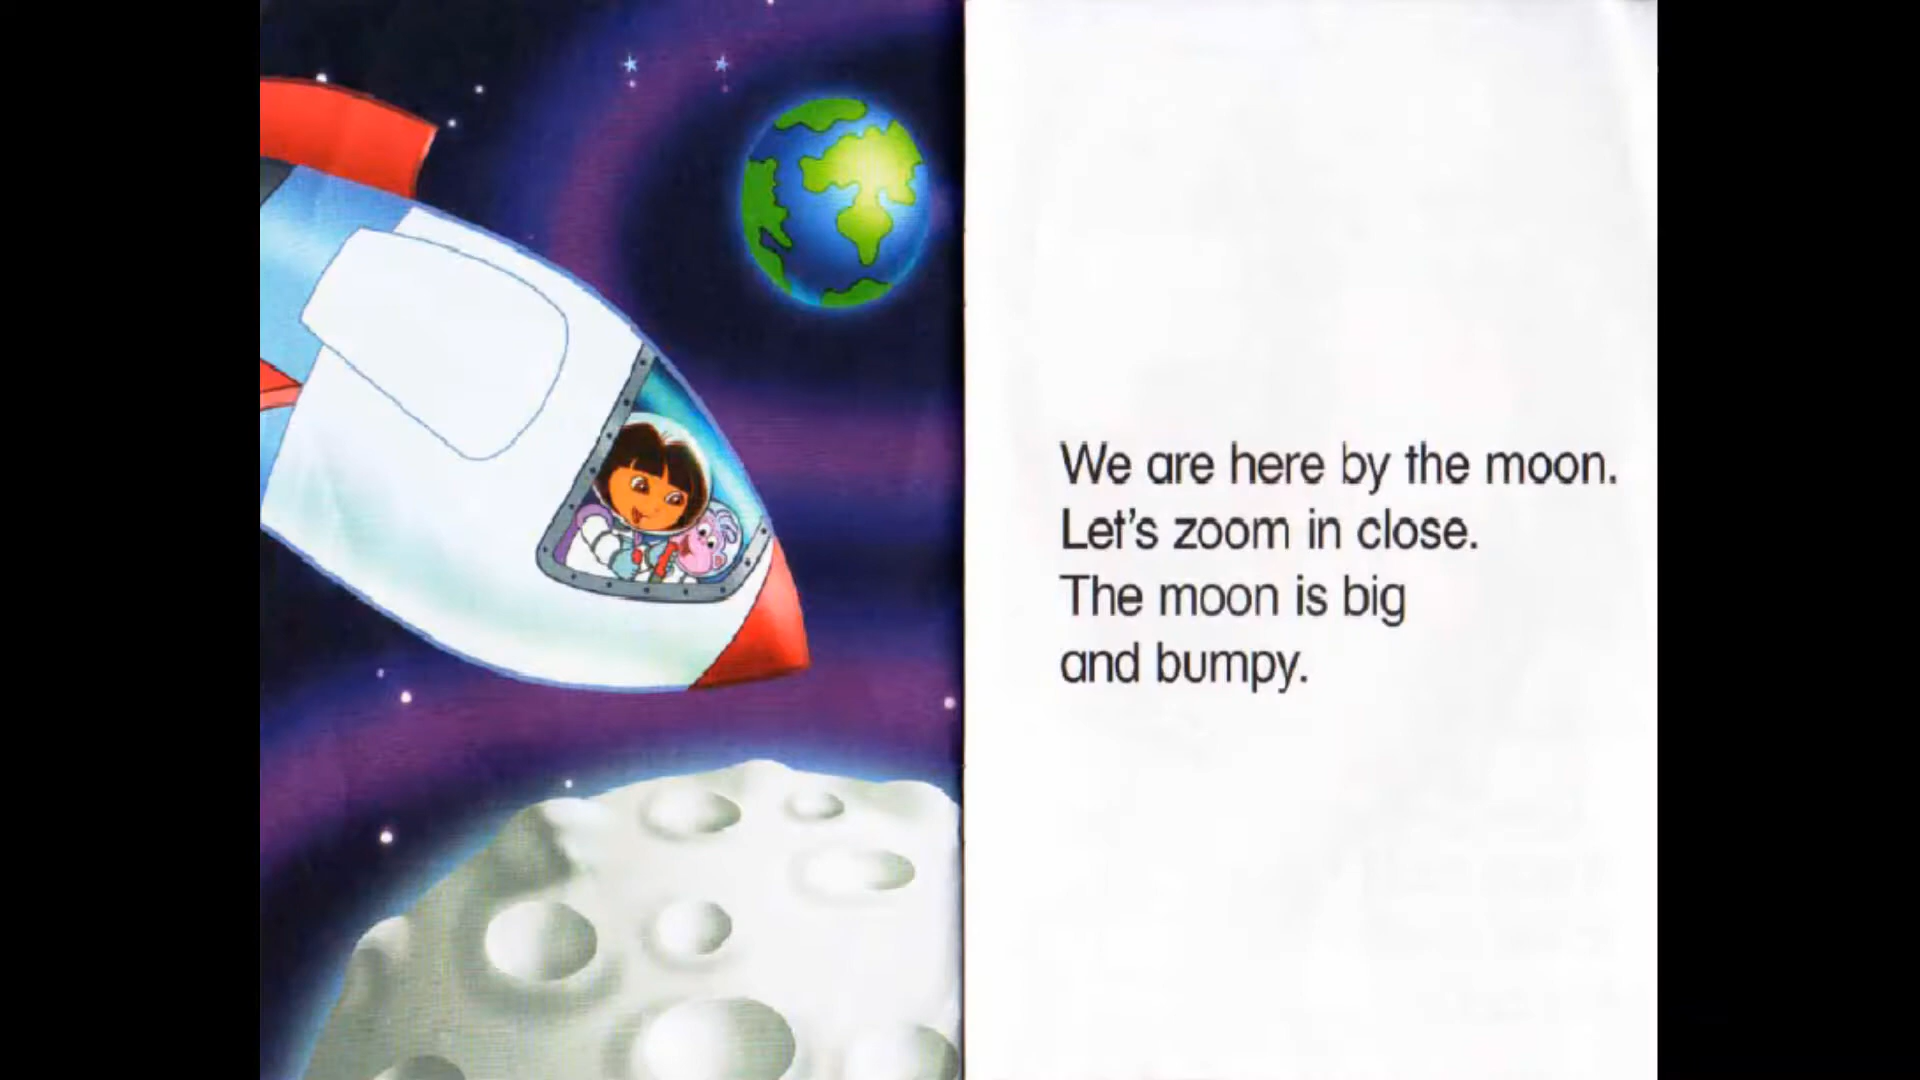 We are here by the moon.
Let's zoom in close.
The moon is big
and bumpy.